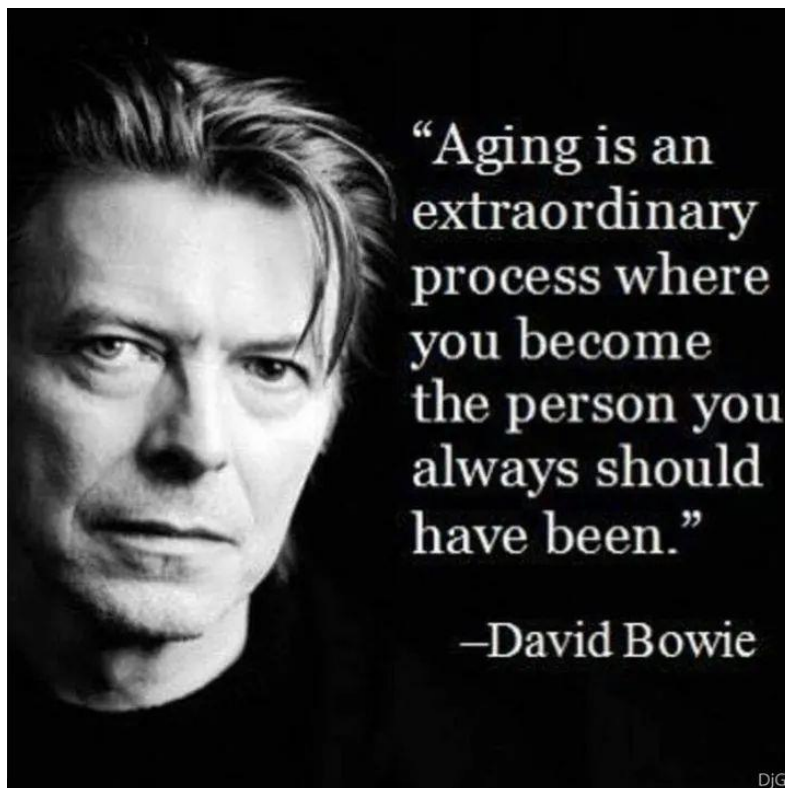 “Aging is an
extraordinary
process where
you become
the person you
always should
have been.”
–David Bowie
DjG